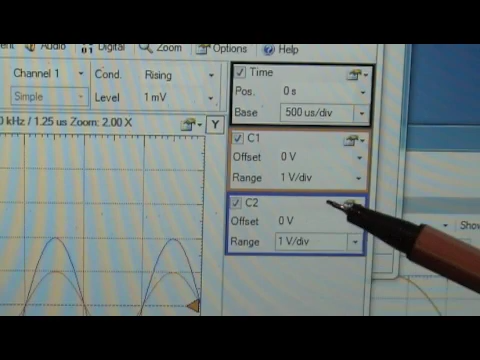 Audio Digital Zoom Options Help
Channel 1 Cond. Rising
Simple Level 1 mV
Time
Pos. 0 s
Base 500 us/div
kHz / 1.25 us Zoom: 2.00 X Y
C1
Offset 0 V
Range 1 V/div
C2
Offset 0 V
Range 1 V/div
Show